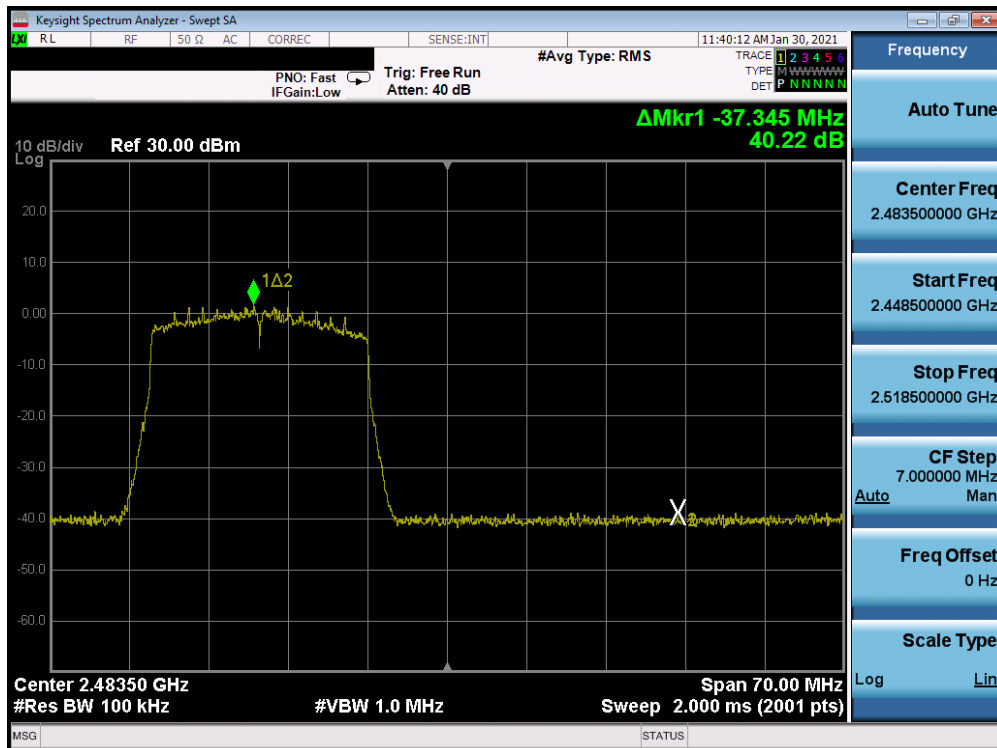 Keysight Spectrum Analyzer - Swept SA
LXI RL RF 50 Ω AC CORREC SENSE:INT 11:40:12 AM Jan 30, 2021
#Avg Type: RMS
TRACE 1 2 3 4 5 6
PNO: Fast Trig: Free Run
TYPE M WWWWW
IFGain:Low Atten: 40 dB
DET P N N N N N
ΔMkr1 -37.345 MHz
40.22 dB
10 dB/div Ref 30.00 dBm
Log
20.0
10.0
1Δ2
0.00
-10.0
-20.0
-30.0
-40.0
X2
-50.0
-60.0
Center 2.48350 GHz Span 70.00 MHz
#Res BW 100 kHz #VBW 1.0 MHz Sweep 2.000 ms (2001 pts)
MSG STATUS
Frequency
Auto Tune
Center Freq
2.483500000 GHz
Start Freq
2.448500000 GHz
Stop Freq
2.518500000 GHz
CF Step
7.000000 MHz
Auto Man
Freq Offset
0 Hz
Scale Type
Log Lin